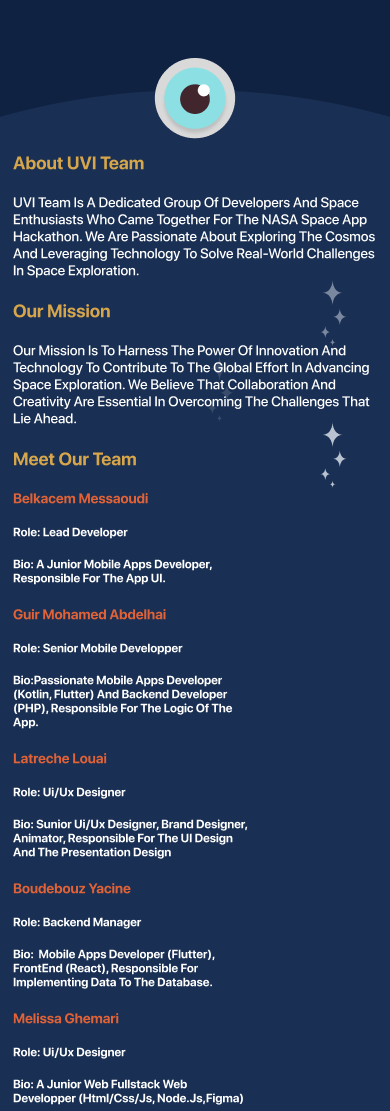 About UVI Team
UVI Team Is A Dedicated Group Of Developers And Space
Enthusiasts Who Came Together For The NASA Space App
Hackathon. We Are Passionate About Exploring The Cosmos
And Leveraging Technology To Solve Real-World Challenges
In Space Exploration.
Our Mission
Our Mission Is To Harness The Power Of Innovation And
Technology To Contribute To The Global Effort In Advancing
Space Exploration. We Believe That Collaboration And
Creativity Are Essential In Overcoming The Challenges That
Lie Ahead.
Meet Our Team
Belkacem Messaoudi
Role: Lead Developer
Bio: A Junior Mobile Apps Developer,
Responsible For The App UI.
Guir Mohamed Abdelhai
Role: Senior Mobile Developper
Bio:Passionate Mobile Apps Developer
(Kotlin, Flutter) And Backend Developer
(PHP), Responsible For The Logic Of The
App.
Latreche Louai
Role: Ui/Ux Designer
Bio: Sunior Ui/Ux Designer, Brand Designer,
Animator, Responsible For The UI Design
And The Presentation Design
Boudebouz Yacine
Role: Backend Manager
Bio:  Mobile Apps Developer (Flutter),
FrontEnd (React), Responsible For
Implementing Data To The Database.
Melissa Ghemari
Role: Ui/Ux Designer
Bio: A Junior Web Fullstack Web
Developper (Html/Css/Js, Node.Js,Figma)